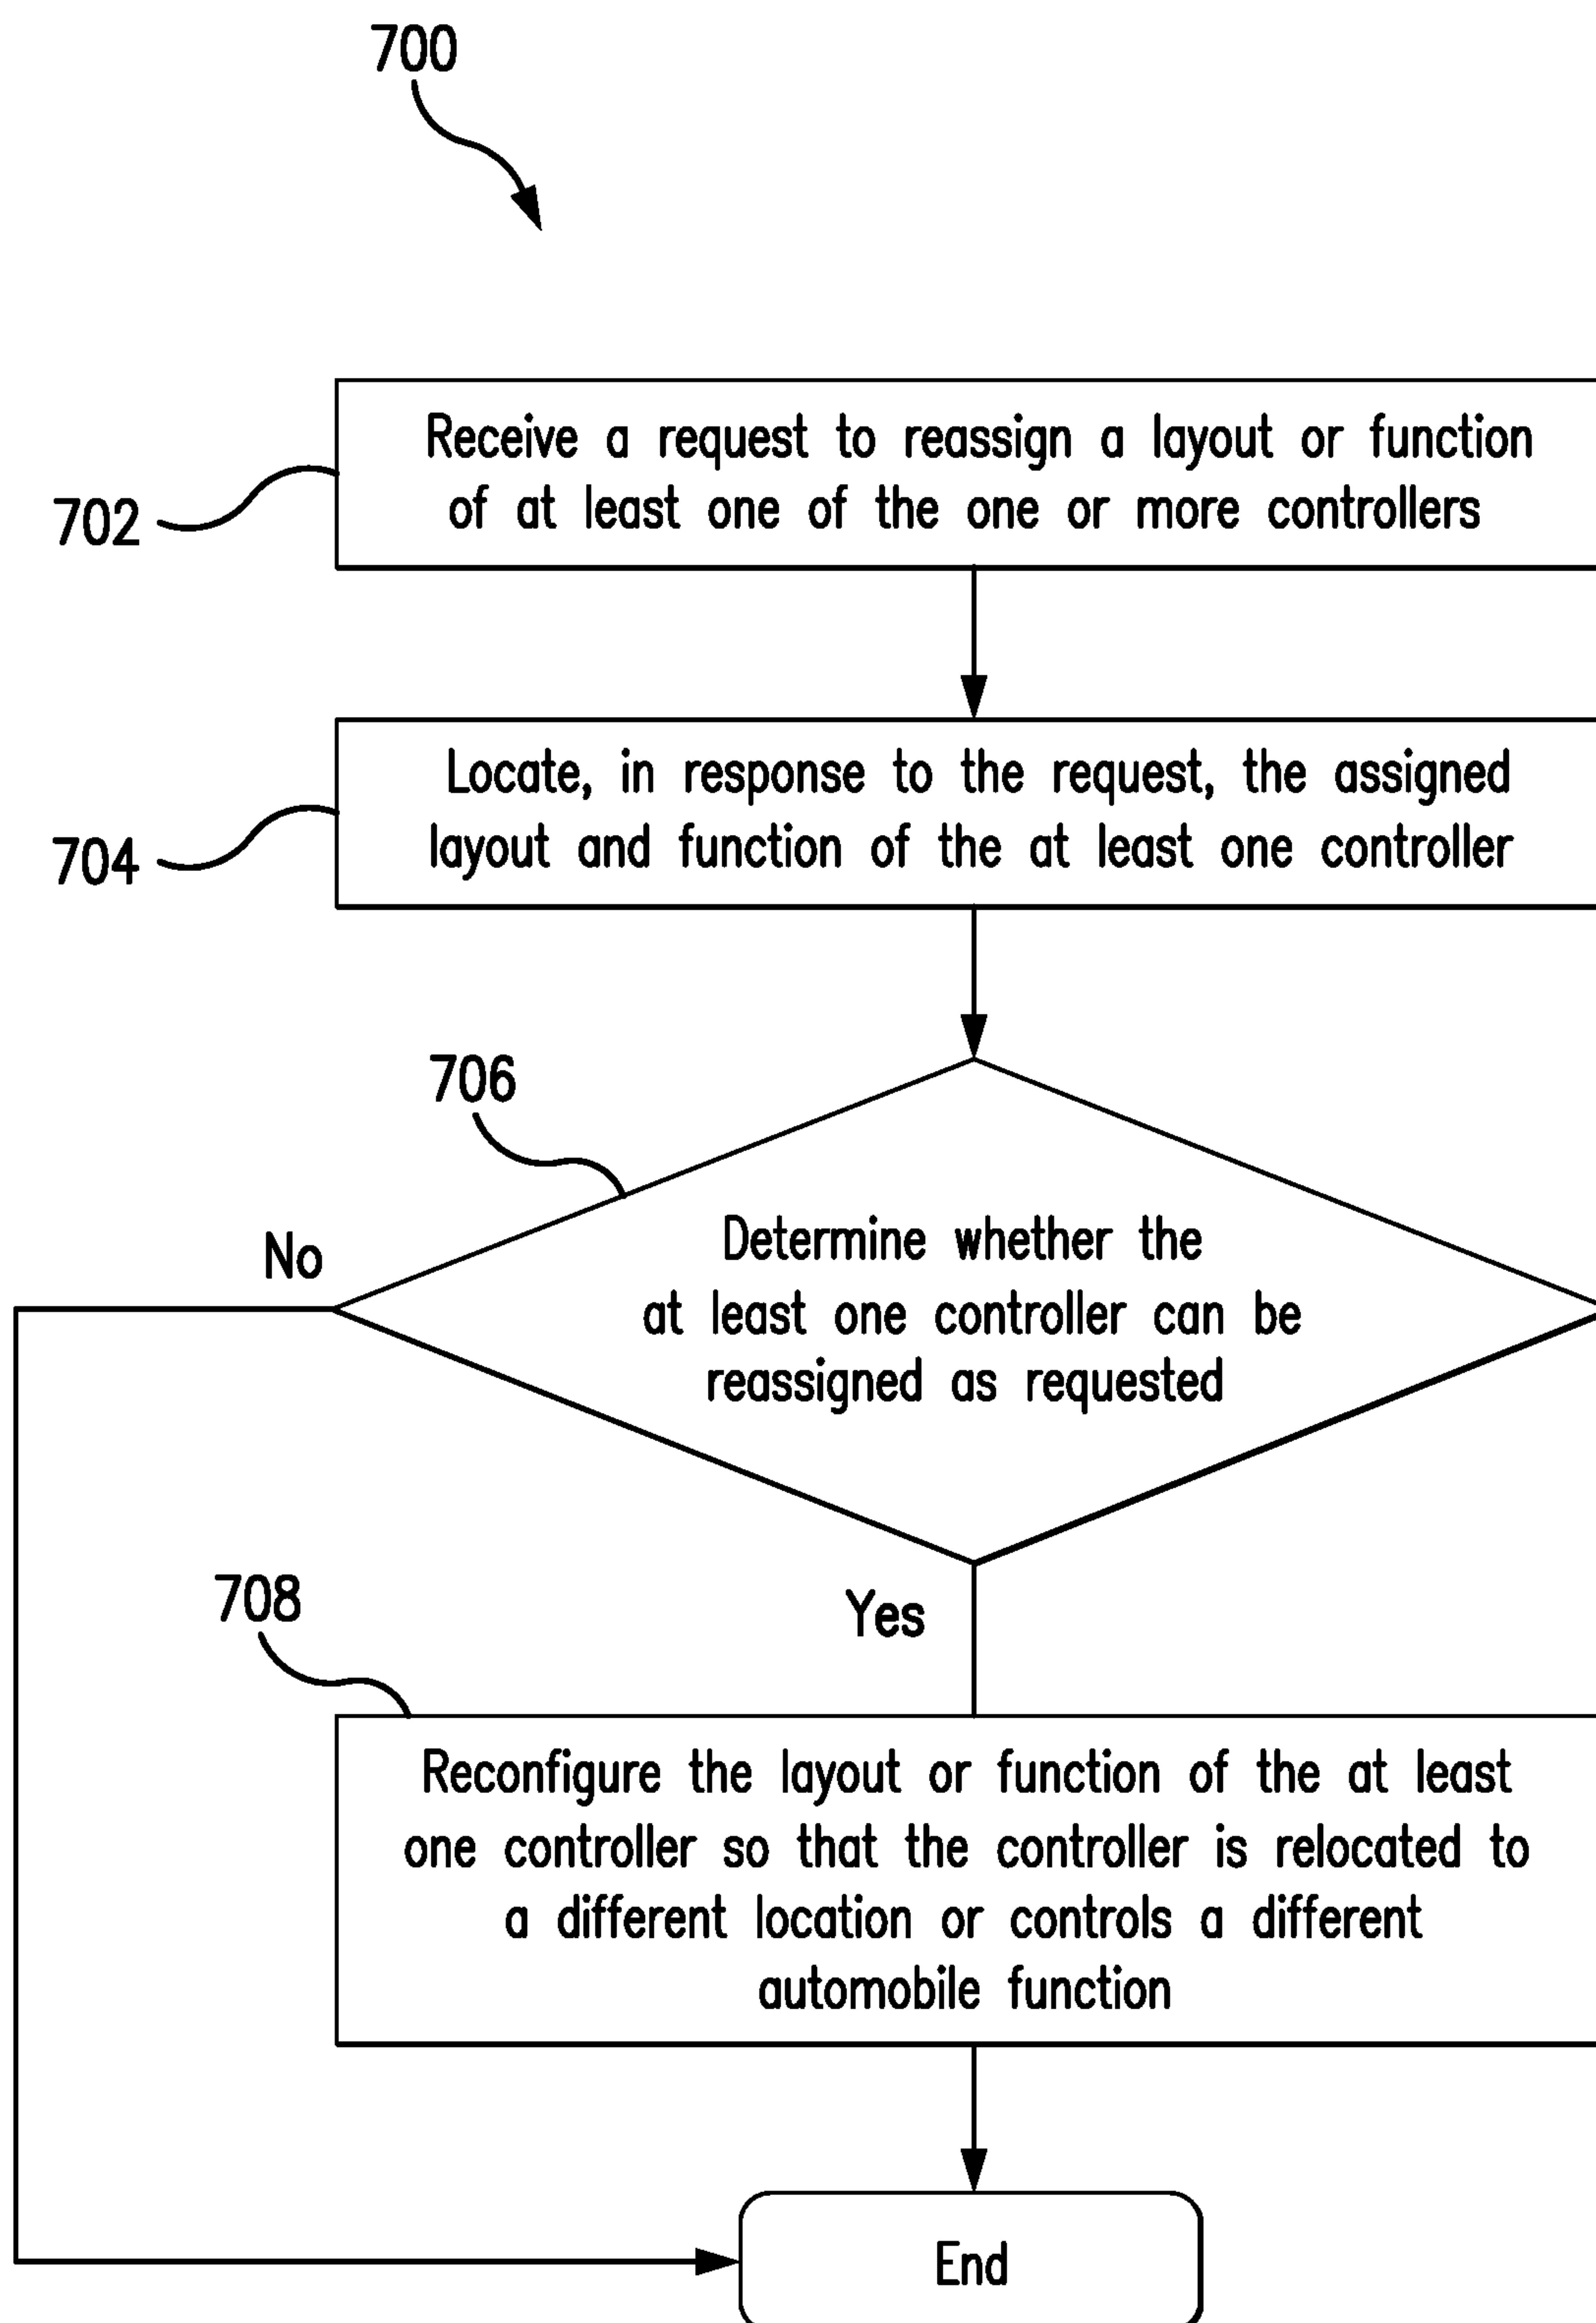 700
Receive a request to reassign a layout or function
of at least one of the one or more controllers
702
Locate, in response to the request, the assigned
layout and function of the at least one controller
704
706
Determine whether the
at least one controller can be
reassigned as requested
No
Yes
708
Reconfigure the layout or function of the at least
one controller so that the controller is relocated to
a different location or controls a different
automobile function
End